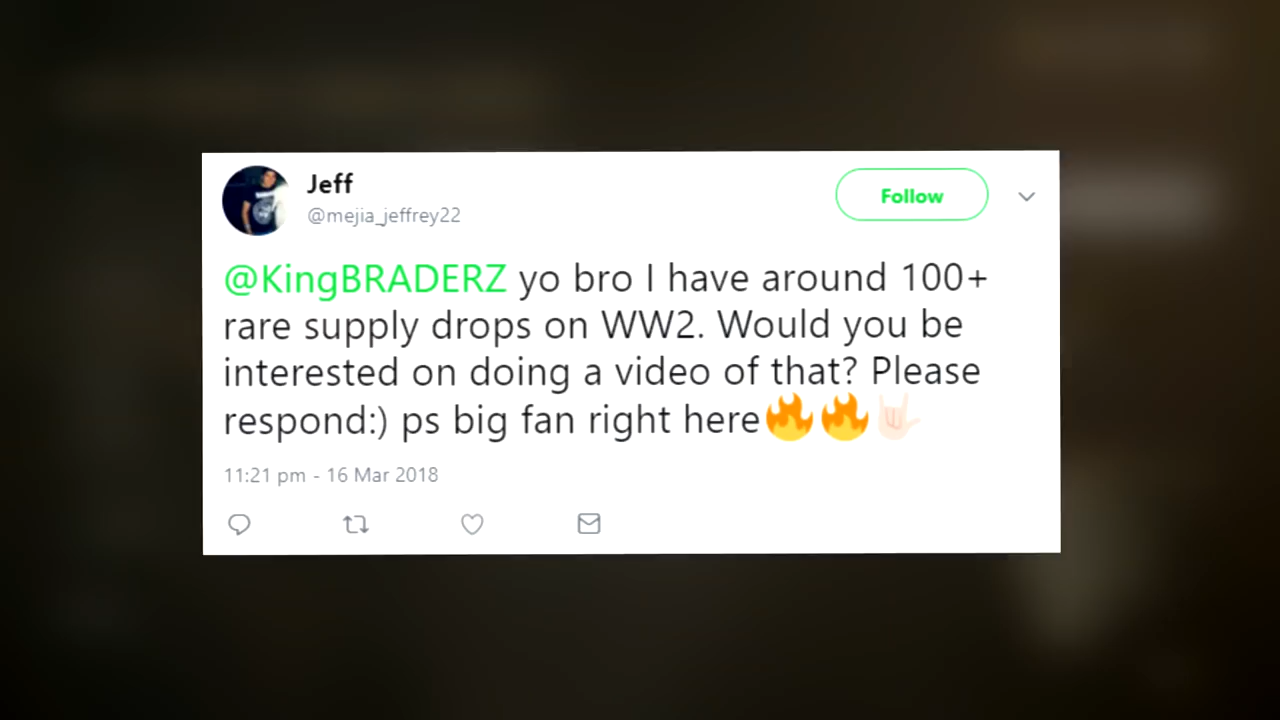 Jeff
@mejia_jeffrey22
Follow
@KingBRADERZ yo bro I have around 100+
rare supply drops on WW2. Would you be
interested on doing a video of that? Please
respond:) ps big fan right here🔥🔥🤟🏻
11:21 pm - 16 Mar 2018